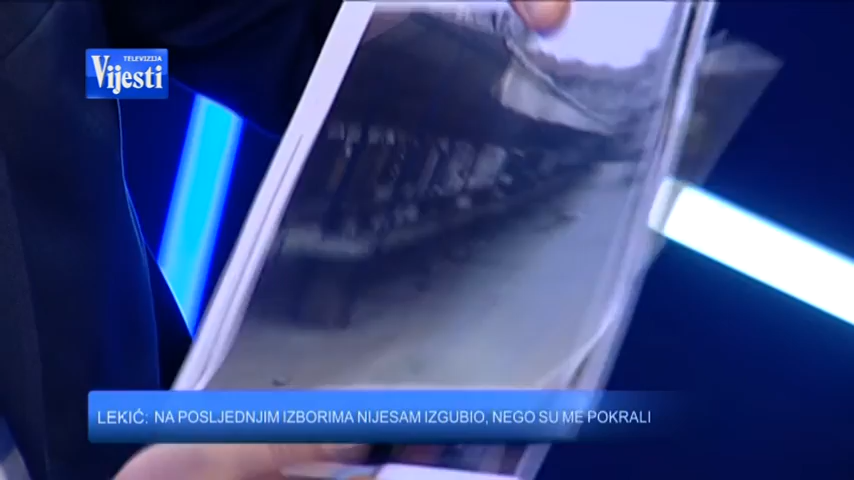 TELEVIZIJA
Vijesti
LEKIĆ: NA POSLJEDNJIM IZBORIMA NIJESAM IZGUBIO, NEGO SU ME POKRALI